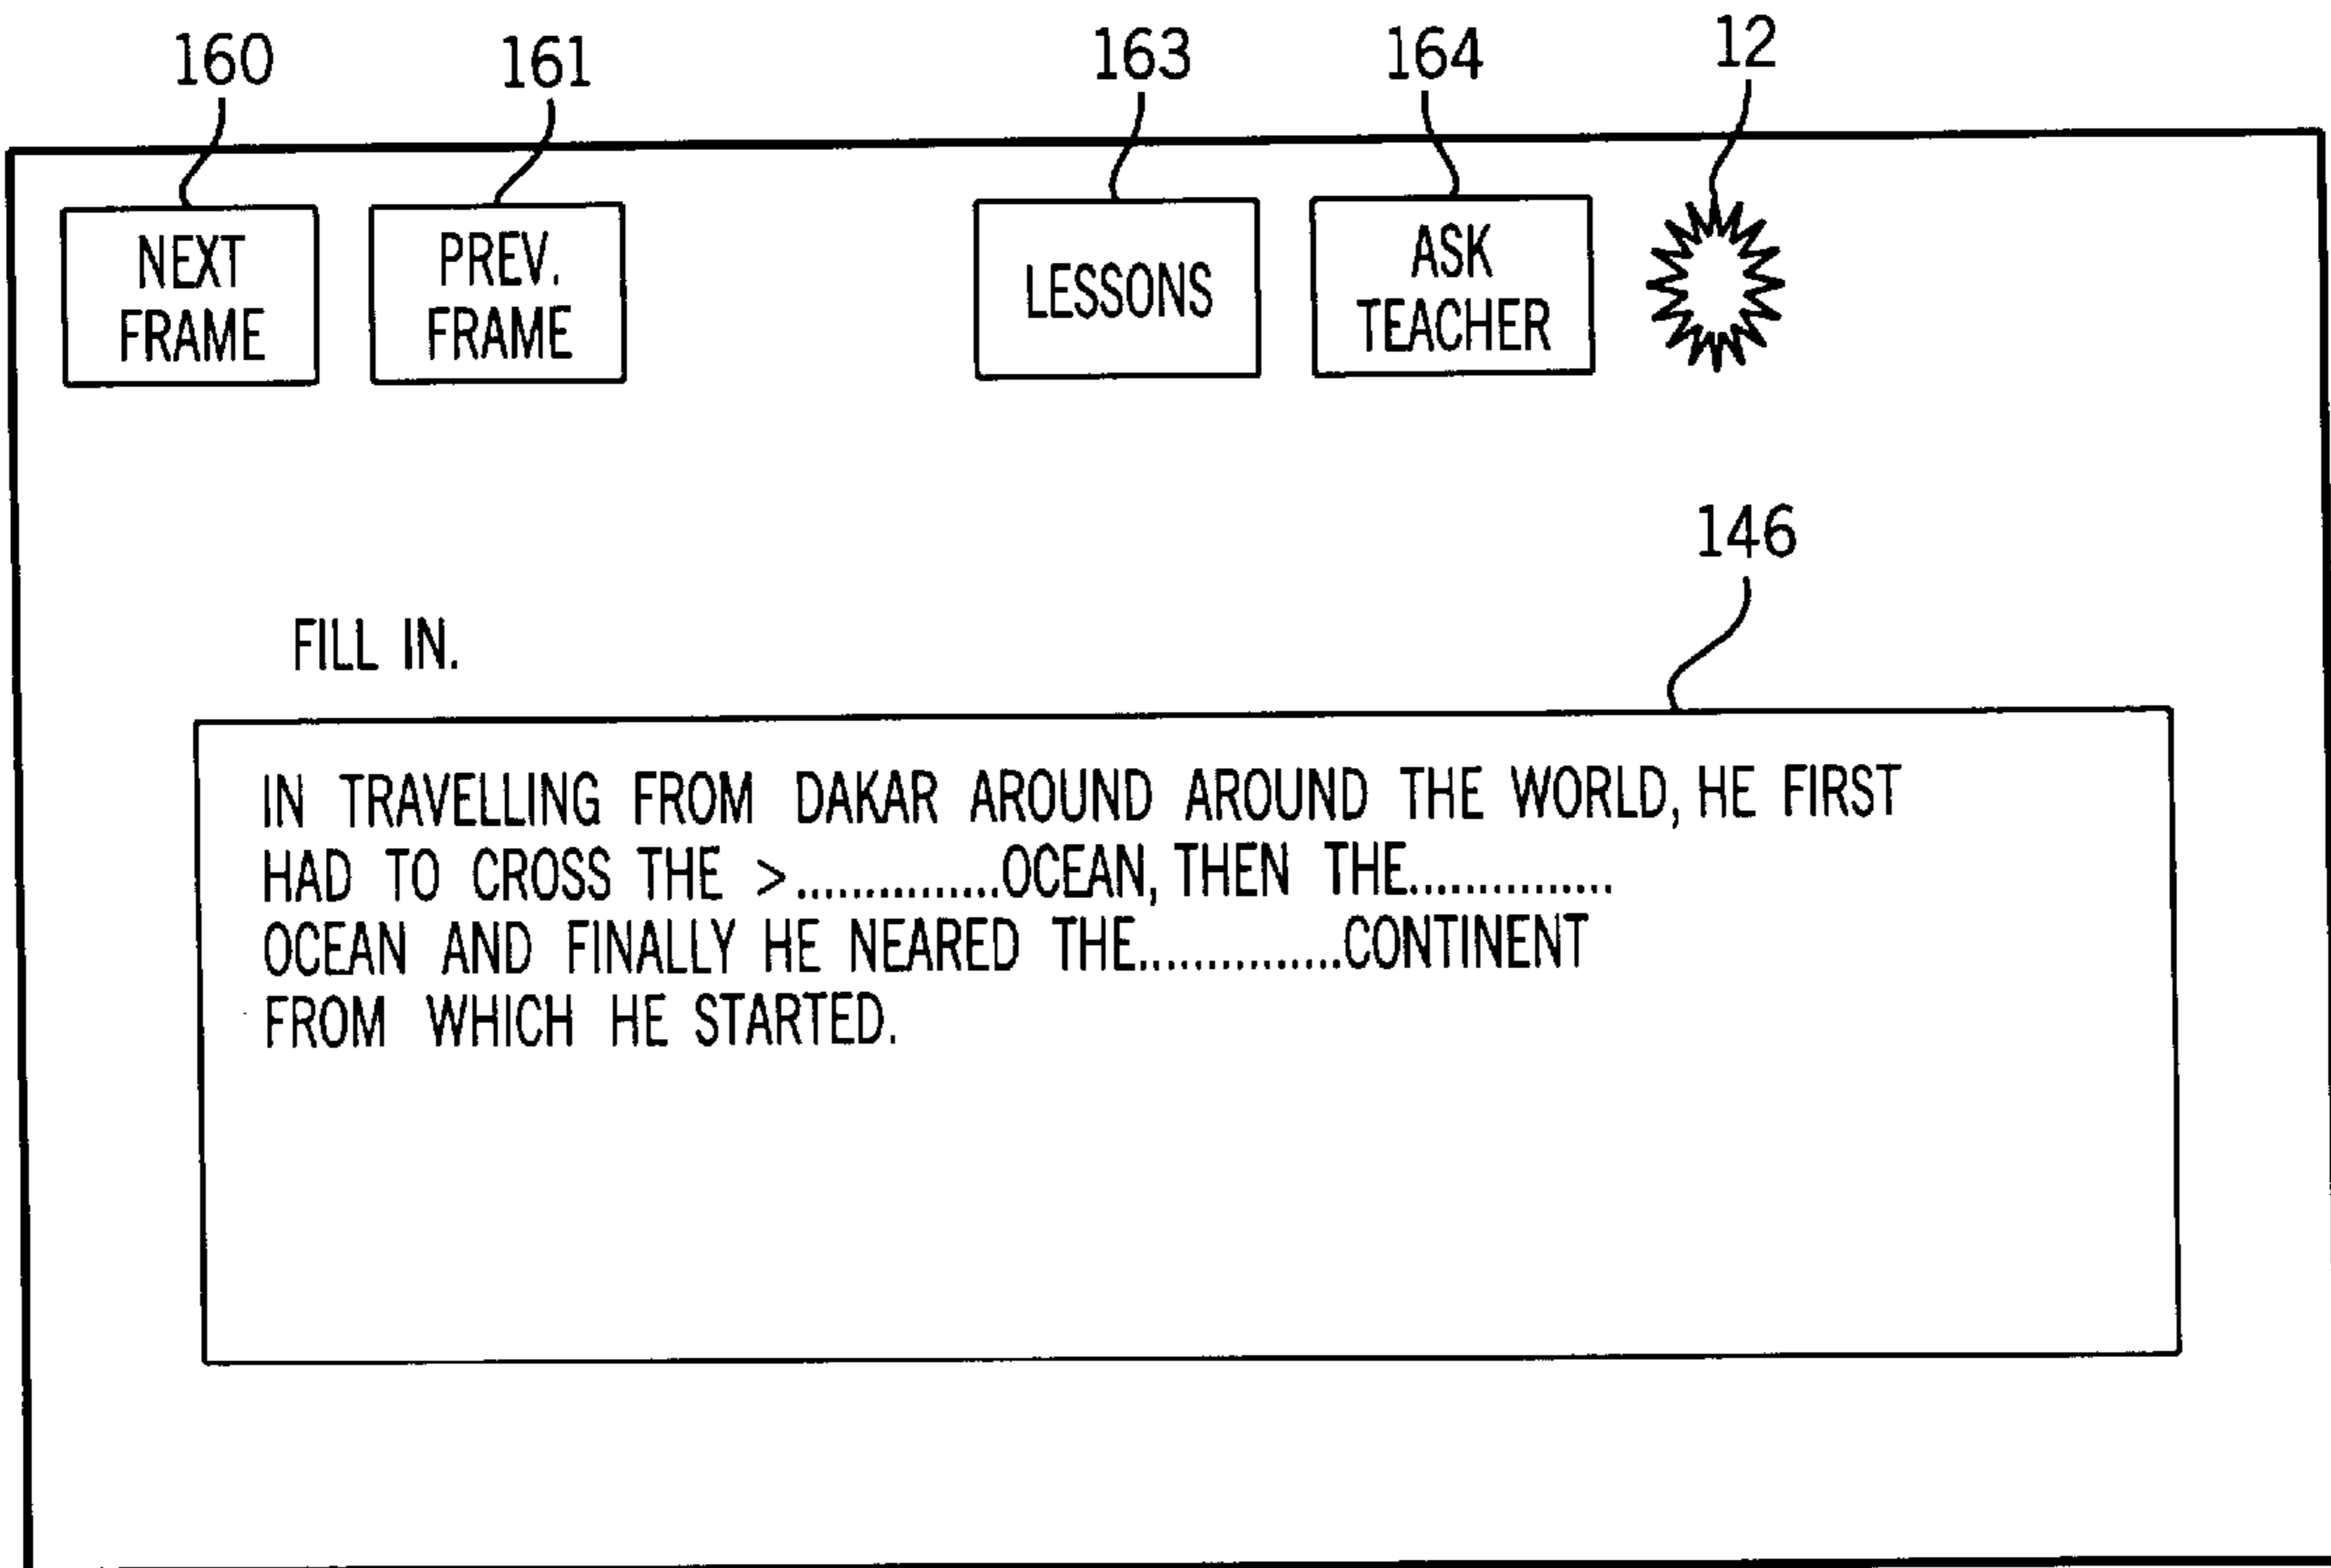 160 161 163 164 12
NEXT FRAME
PREV. FRAME
LESSONS
ASK TEACHER
146
FILL IN.
IN TRAVELLING FROM DAKAR AROUND AROUND THE WORLD, HE FIRST
HAD TO CROSS THE >...............OCEAN, THEN THE...............
OCEAN AND FINALLY HE NEARED THE...............CONTINENT
FROM WHICH HE STARTED.